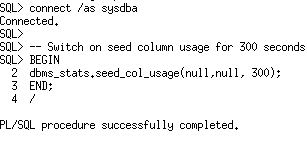 SQL> connect /as sysdba
Connected.
SQL>
SQL> -- Switch on seed column usage for 300 seconds
SQL> BEGIN
  2  dbms_stats.seed_col_usage(null,null, 300);
  3  END;
  4  /

PL/SQL procedure successfully completed.